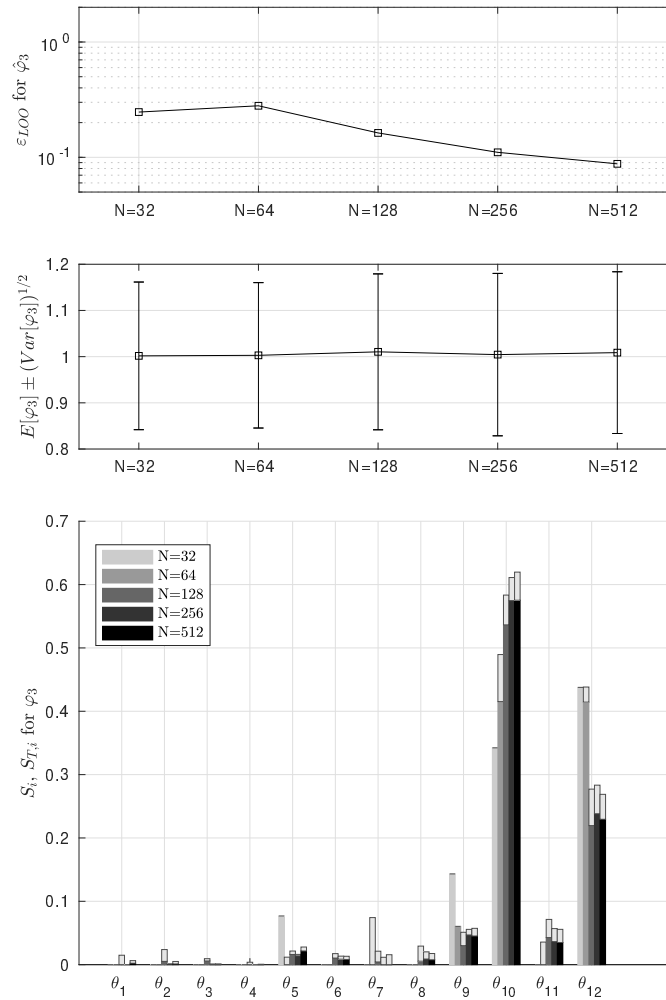 10^0
10^-1
ε_LOO for φ̂_3
N=32 N=64 N=128 N=256 N=512
1.2
1.1
1
0.9
0.8
E[φ_3] ± (Var[φ_3])^1/2
N=32 N=64 N=128 N=256 N=512
0.7
0.6
0.5
0.4
0.3
0.2
0.1
0
S_i, S_T,i for φ_3
N=32
N=64
N=128
N=256
N=512
θ_1 θ_2 θ_3 θ_4 θ_5 θ_6 θ_7 θ_8 θ_9 θ_10 θ_11 θ_12